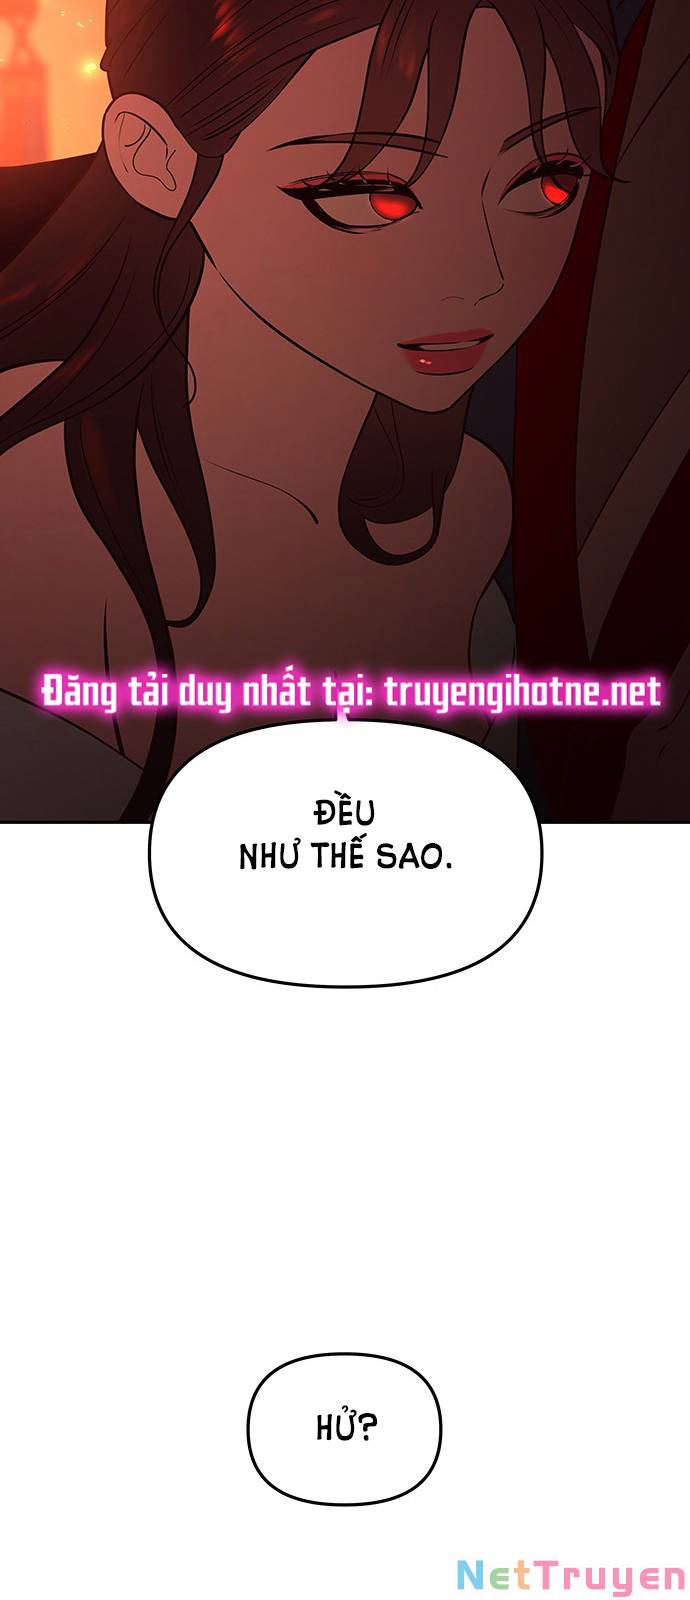 Đăng tải duy nhất tại: truyengihotne.net
ĐỀU
NHƯ THẾ SAO.
HỬ?
NetTruyen